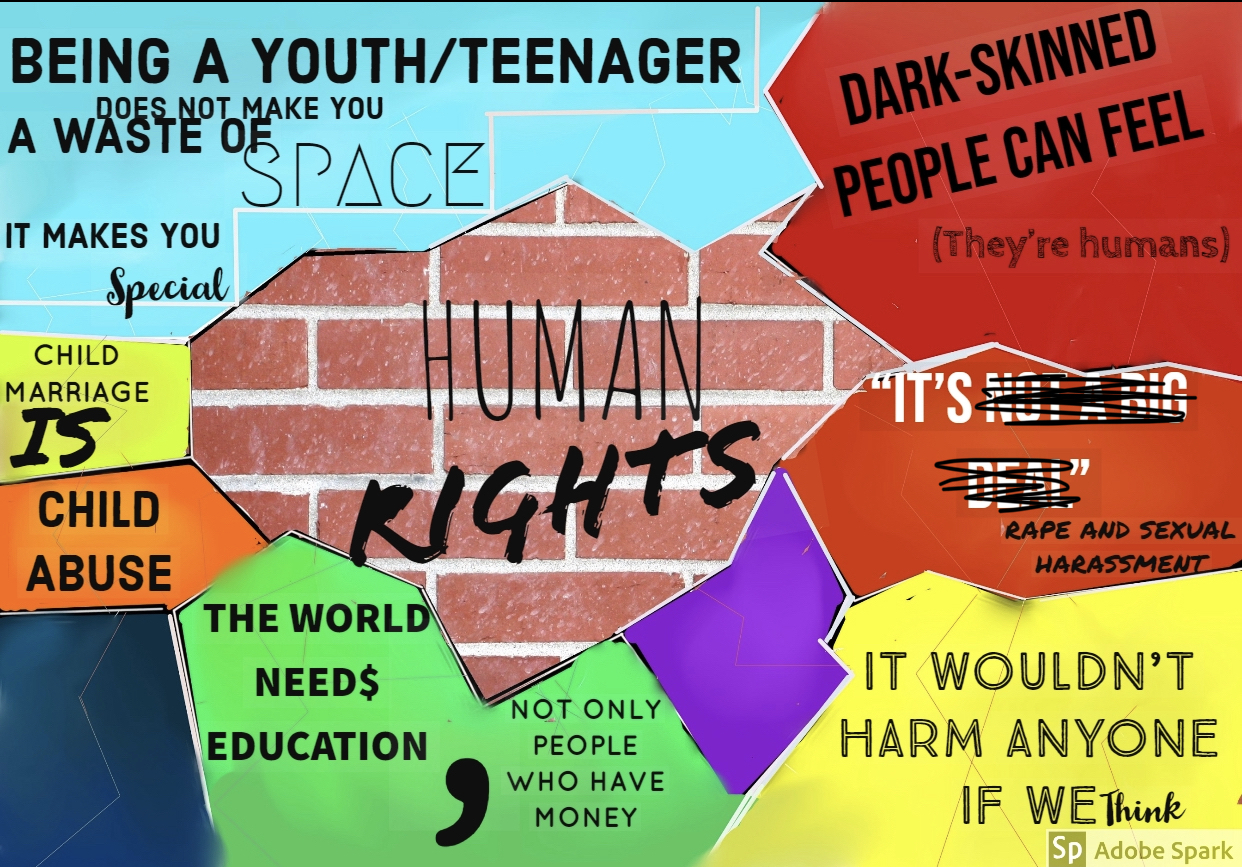 BEING A YOUTH/TEENAGER
DOES NOT MAKE YOU
A WASTE OF
SPACE
IT MAKES YOU
Special
DARK-SKINNED
PEOPLE CAN FEEL
(They're humans)
CHILD
MARRIAGE
IS
CHILD
ABUSE
HUMAN
RIGHTS
“IT'S NOT A BIG
DEAL”
RAPE AND SEXUAL
HARASSMENT
THE WORLD
NEED$
EDUCATION
,
NOT ONLY
PEOPLE
WHO HAVE
MONEY
IT WOULDN'T
HARM ANYONE
IF WE Think
Sp Adobe Spark